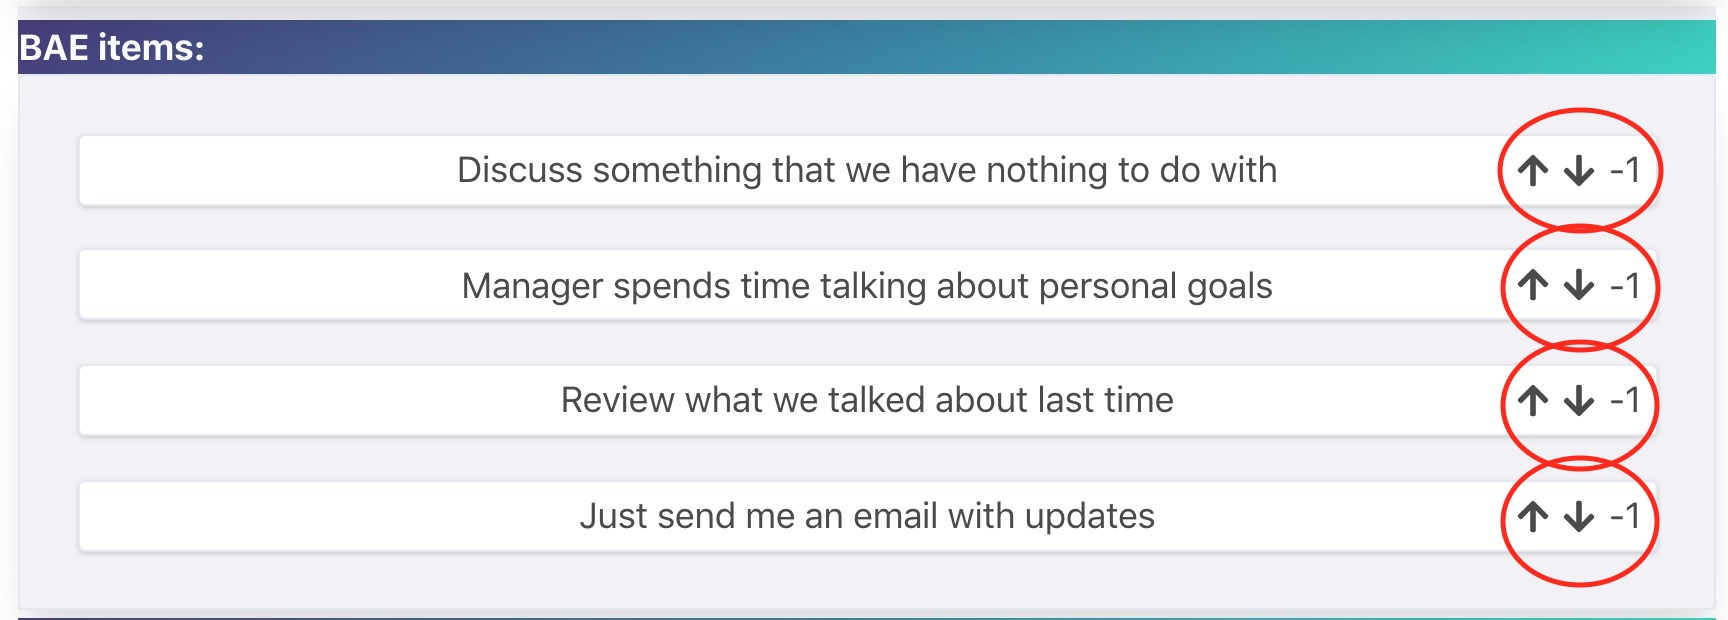 BAE items:
Discuss something that we have nothing to do with ↑ ↓ -1
Manager spends time talking about personal goals ↑ ↓ -1
Review what we talked about last time ↑ ↓ -1
Just send me an email with updates ↑ ↓ -1